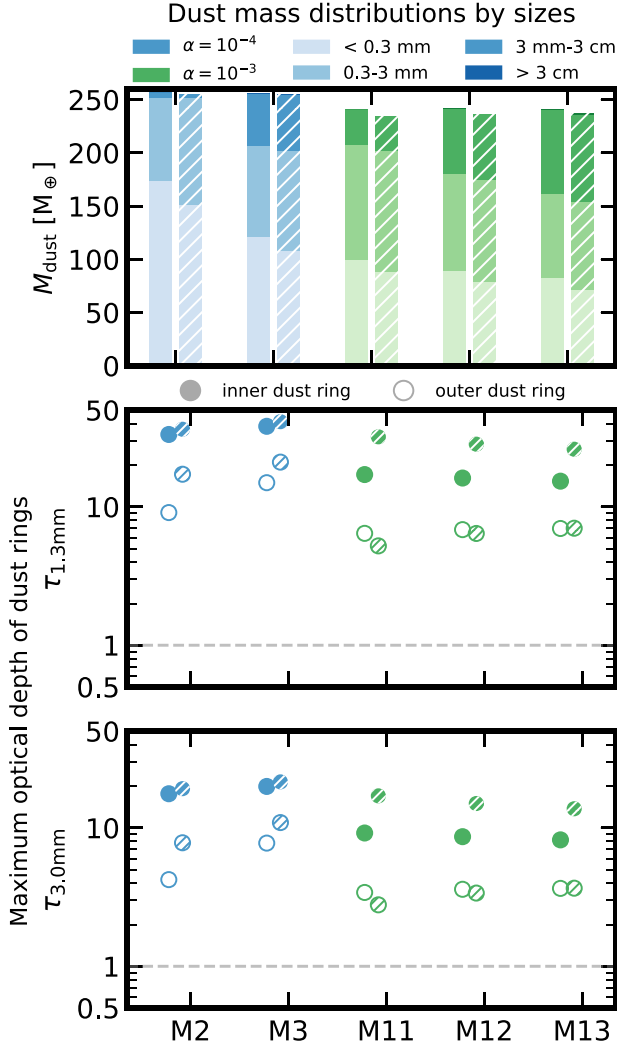 Dust mass distributions by sizes
α = 10⁻⁴ < 0.3 mm 3 mm-3 cm
α = 10⁻³ 0.3-3 mm > 3 cm
250
200
150
100
50
0
M_dust [M_⊕]
inner dust ring outer dust ring
50
10
1
0.5
τ_1.3mm
Maximum optical depth of dust rings
50
10
1
0.5
τ_3.0mm
M2 M3 M11 M12 M13